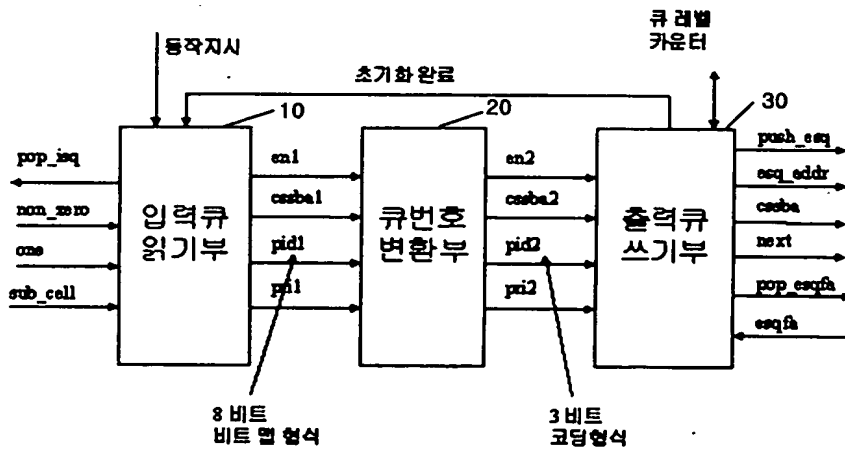 동작지시
큐 레벨
카운터
초기화 완료
10
20
30
pop_isq
non_zero
one
sub_cell
입력큐
읽기부
en1
cssba1
pid1
pri1
큐번호
변환부
en2
cssba2
pid2
pri2
출력큐
쓰기부
push_esq
esq_addr
cssba
next
pop_esqfa
esqfa
8 비트
비트 맵 형식
3 비트
코딩형식